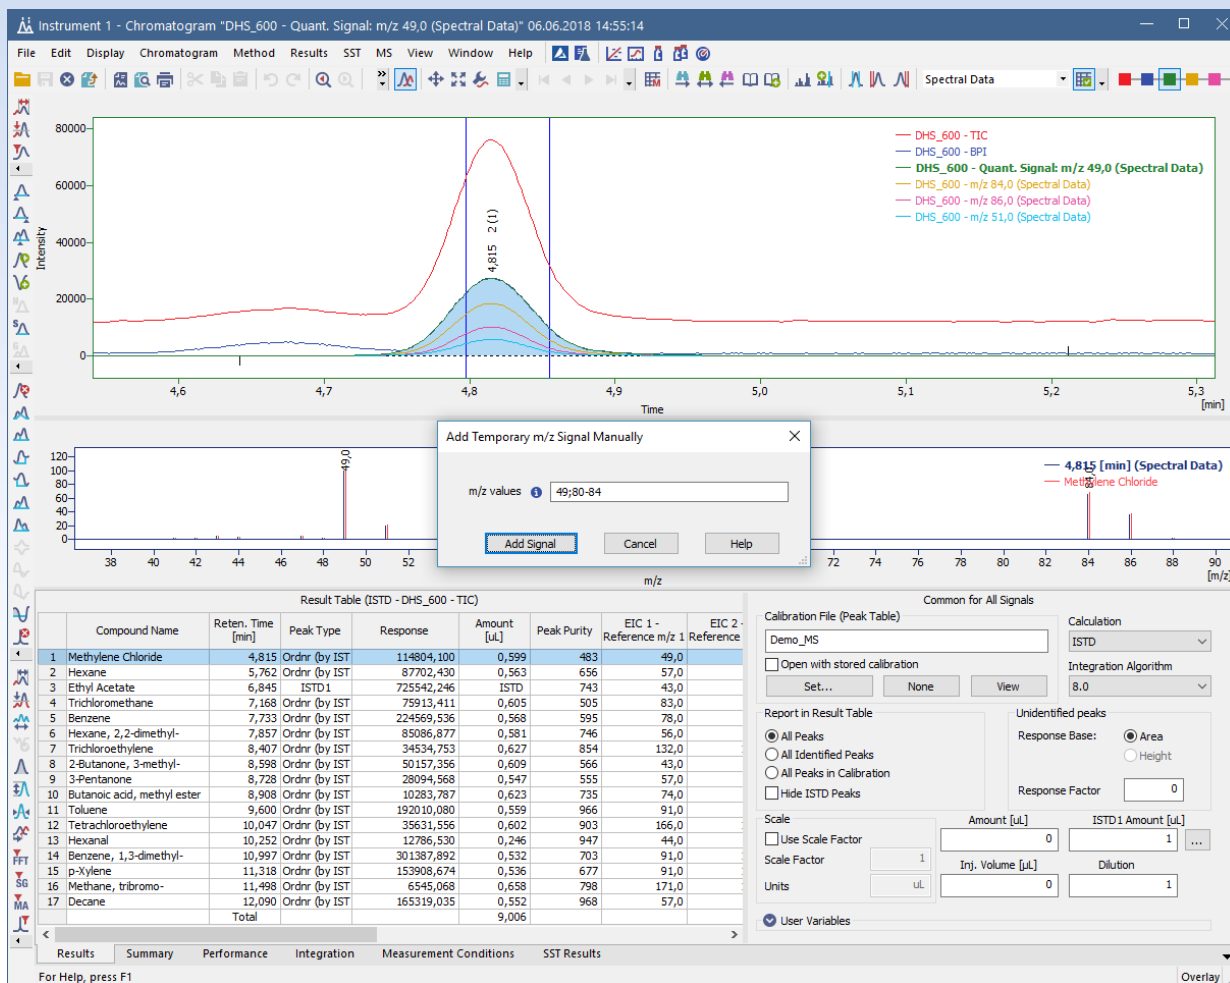 Instrument 1 - Chromatogram "DHS_600 - Quant. Signal: m/z 49,0 (Spectral Data)" 06.06.2018 14:55:14
File Edit Display Chromatogram Method Results SST MS View Window Help
Spectral Data
FFT
SG
MA
80000
60000
40000
20000
0
Intensity
4,815 2 (1)
DHS_600 - TIC
DHS_600 - BPI
DHS_600 - Quant. Signal: m/z 49,0 (Spectral Data)
DHS_600 - m/z 84,0 (Spectral Data)
DHS_600 - m/z 86,0 (Spectral Data)
DHS_600 - m/z 51,0 (Spectral Data)
4,6 4,7 4,8 4,9 5,0 5,1 5,2 5,3
Time
[min]
Add Temporary m/z Signal Manually
m/z values 49;80-84
Add Signal Cancel Help
120
100
80
60
40
20
0
49,0
84,0
4,815 [min] (Spectral Data)
Methylene Chloride
38 40 42 44 46 48 50 52 72 74 76 78 80 82 84 86 88 90
m/z
[m/z]
Result Table (ISTD - DHS_600 - TIC)
Compound Name Reten. Time [min] Peak Type Response Amount [uL] Peak Purity EIC 1 - Reference m/z 1 EIC 2 - Reference
1 Methylene Chloride 4,815 Ordnr (by IST 114804,100 0,599 483 49,0
2 Hexane 5,762 Ordnr (by IST 87702,430 0,563 656 57,0
3 Ethyl Acetate 6,845 ISTD1 725542,246 ISTD 743 43,0
4 Trichloromethane 7,168 Ordnr (by IST 75913,411 0,605 505 83,0
5 Benzene 7,733 Ordnr (by IST 224569,536 0,568 595 78,0
6 Hexane, 2,2-dimethyl- 7,857 Ordnr (by IST 85086,877 0,581 746 56,0
7 Trichloroethylene 8,407 Ordnr (by IST 34534,753 0,627 854 132,0
8 2-Butanone, 3-methyl- 8,598 Ordnr (by IST 50157,356 0,609 566 43,0
9 3-Pentanone 8,728 Ordnr (by IST 28094,568 0,547 555 57,0
10 Butanoic acid, methyl ester 8,908 Ordnr (by IST 10283,787 0,623 735 74,0
11 Toluene 9,600 Ordnr (by IST 192010,080 0,559 966 91,0
12 Tetrachloroethylene 10,047 Ordnr (by IST 35631,556 0,602 903 166,0
13 Hexanal 10,252 Ordnr (by IST 12786,530 0,246 947 44,0
14 Benzene, 1,3-dimethyl- 10,997 Ordnr (by IST 301387,892 0,532 703 91,0
15 p-Xylene 11,318 Ordnr (by IST 153908,674 0,536 677 91,0
16 Methane, tribromo- 11,498 Ordnr (by IST 6545,068 0,658 798 171,0
17 Decane 12,090 Ordnr (by IST 165319,035 0,552 968 57,0
Total 9,006
Common for All Signals
Calibration File (Peak Table)
Demo_MS
Open with stored calibration
Set... None View
Calculation
ISTD
Integration Algorithm
8.0
Report in Result Table
All Peaks
All Identified Peaks
All Peaks in Calibration
Hide ISTD Peaks
Unidentified peaks
Response Base: Area
Height
Response Factor 0
Scale
Use Scale Factor
Scale Factor 1
Units uL
Amount [uL] ISTD1 Amount [uL]
0 1 ...
Inj. Volume [µL] Dilution
0 1
User Variables
Results Summary Performance Integration Measurement Conditions SST Results
For Help, press F1
Overlay